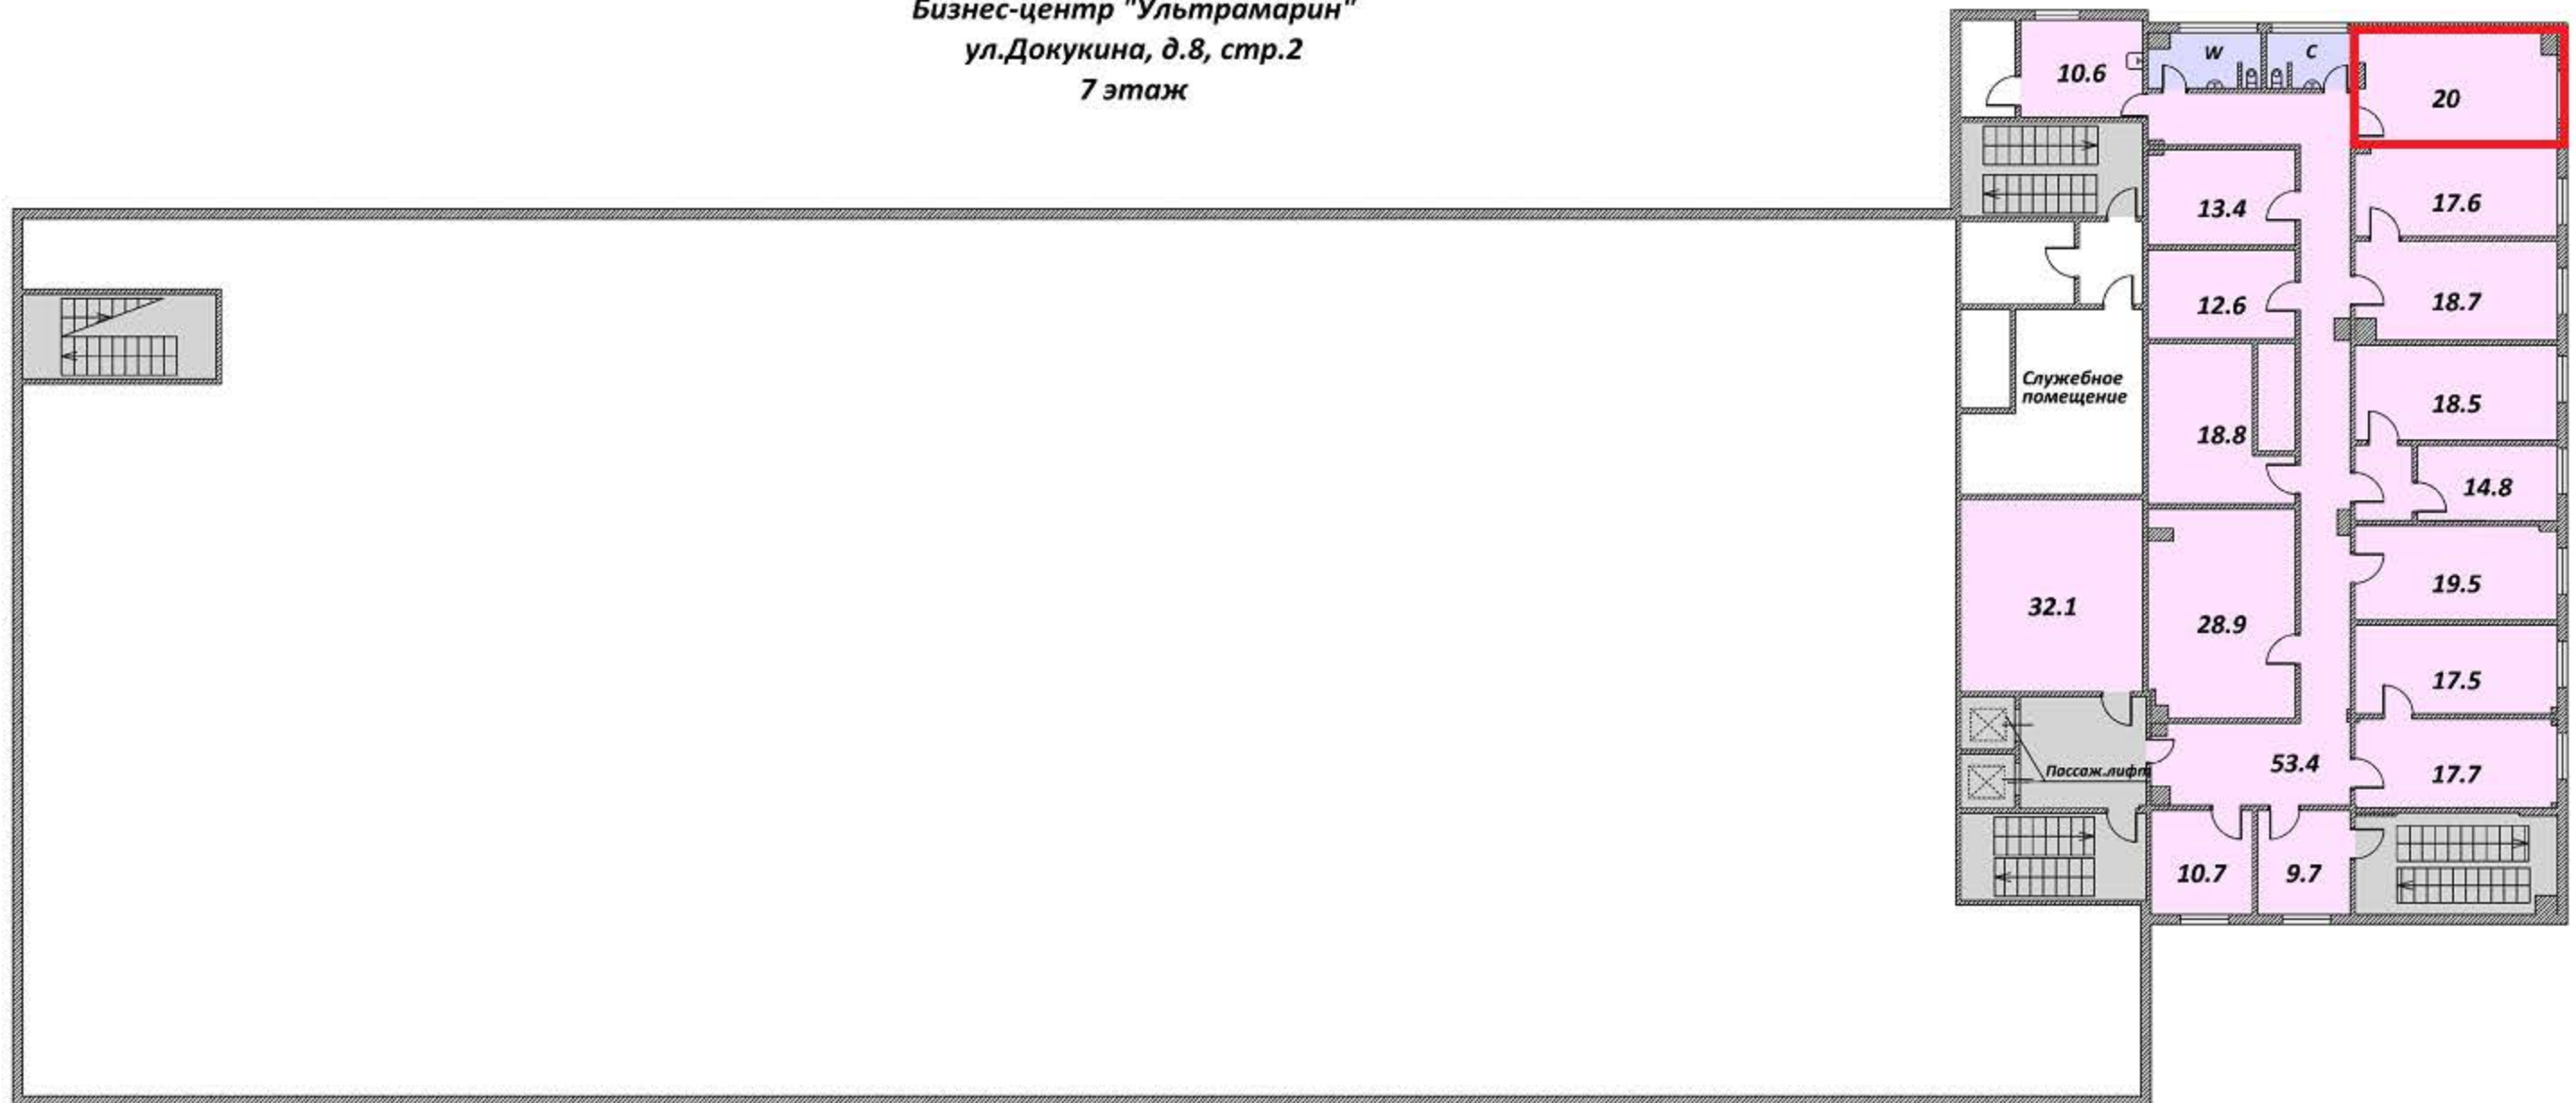 Бизнес-центр "Ультрамарин"
ул.Докукина, д.8, стр.2
7 этаж
10.6
W
C
20
13.4
17.6
12.6
18.7
Служебное
помещение
18.8
18.5
14.8
32.1
28.9
19.5
17.5
Пассаж.лифт
53.4
17.7
10.7
9.7